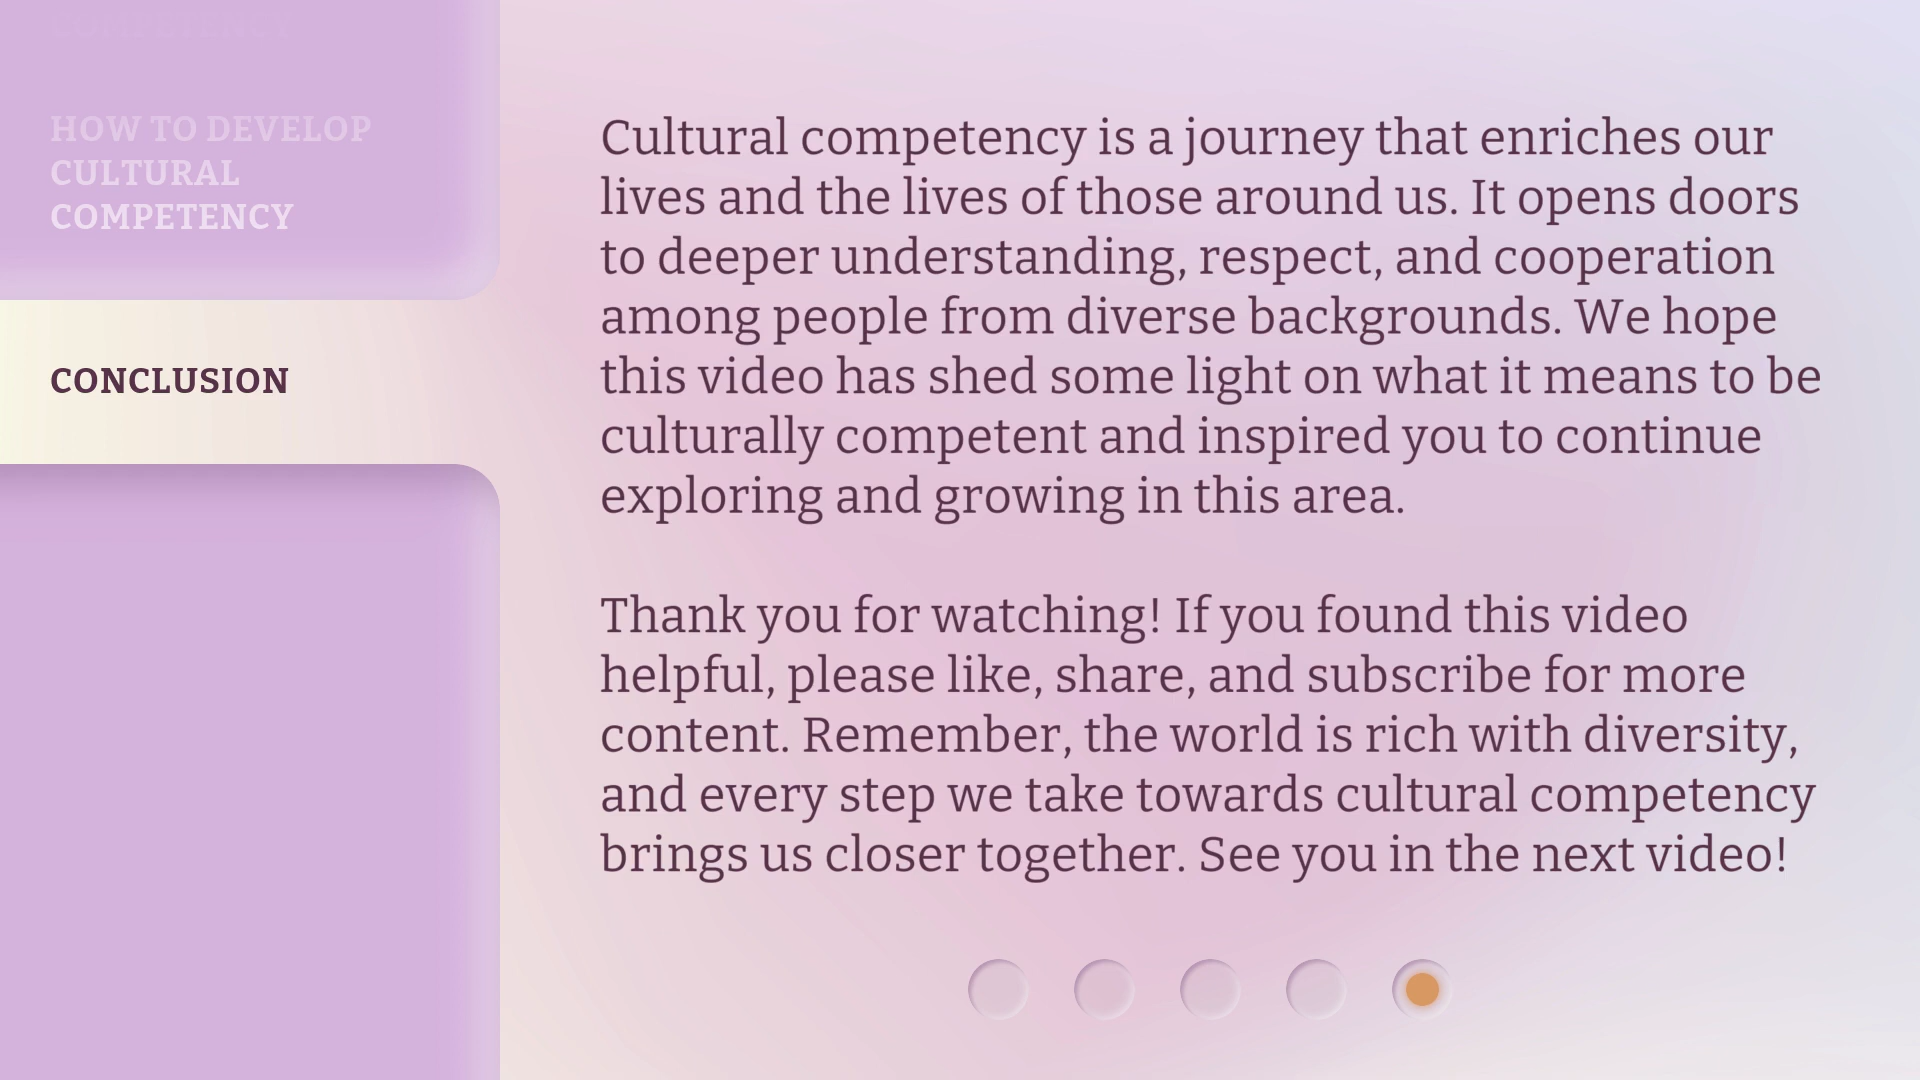 COMPETENCY
HOW TO DEVELOP
CULTURAL
COMPETENCY
CONCLUSION
Cultural competency is a journey that enriches our
lives and the lives of those around us. It opens doors
to deeper understanding, respect, and cooperation
among people from diverse backgrounds. We hope
this video has shed some light on what it means to be
culturally competent and inspired you to continue
exploring and growing in this area.
Thank you for watching! If you found this video
helpful, please like, share, and subscribe for more
content. Remember, the world is rich with diversity,
and every step we take towards cultural competency
brings us closer together. See you in the next video!